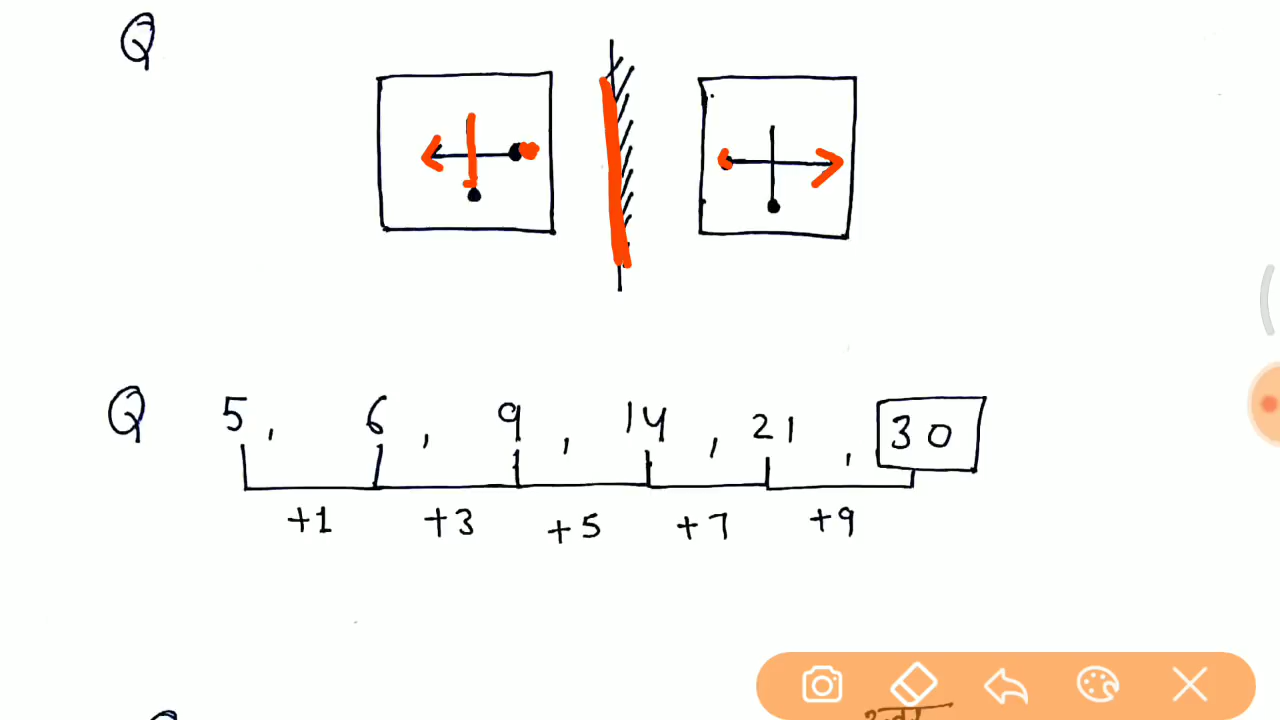 Q
Q 5, 6, 9, 14, 21, 30
+1 +3 +5 +7 +9